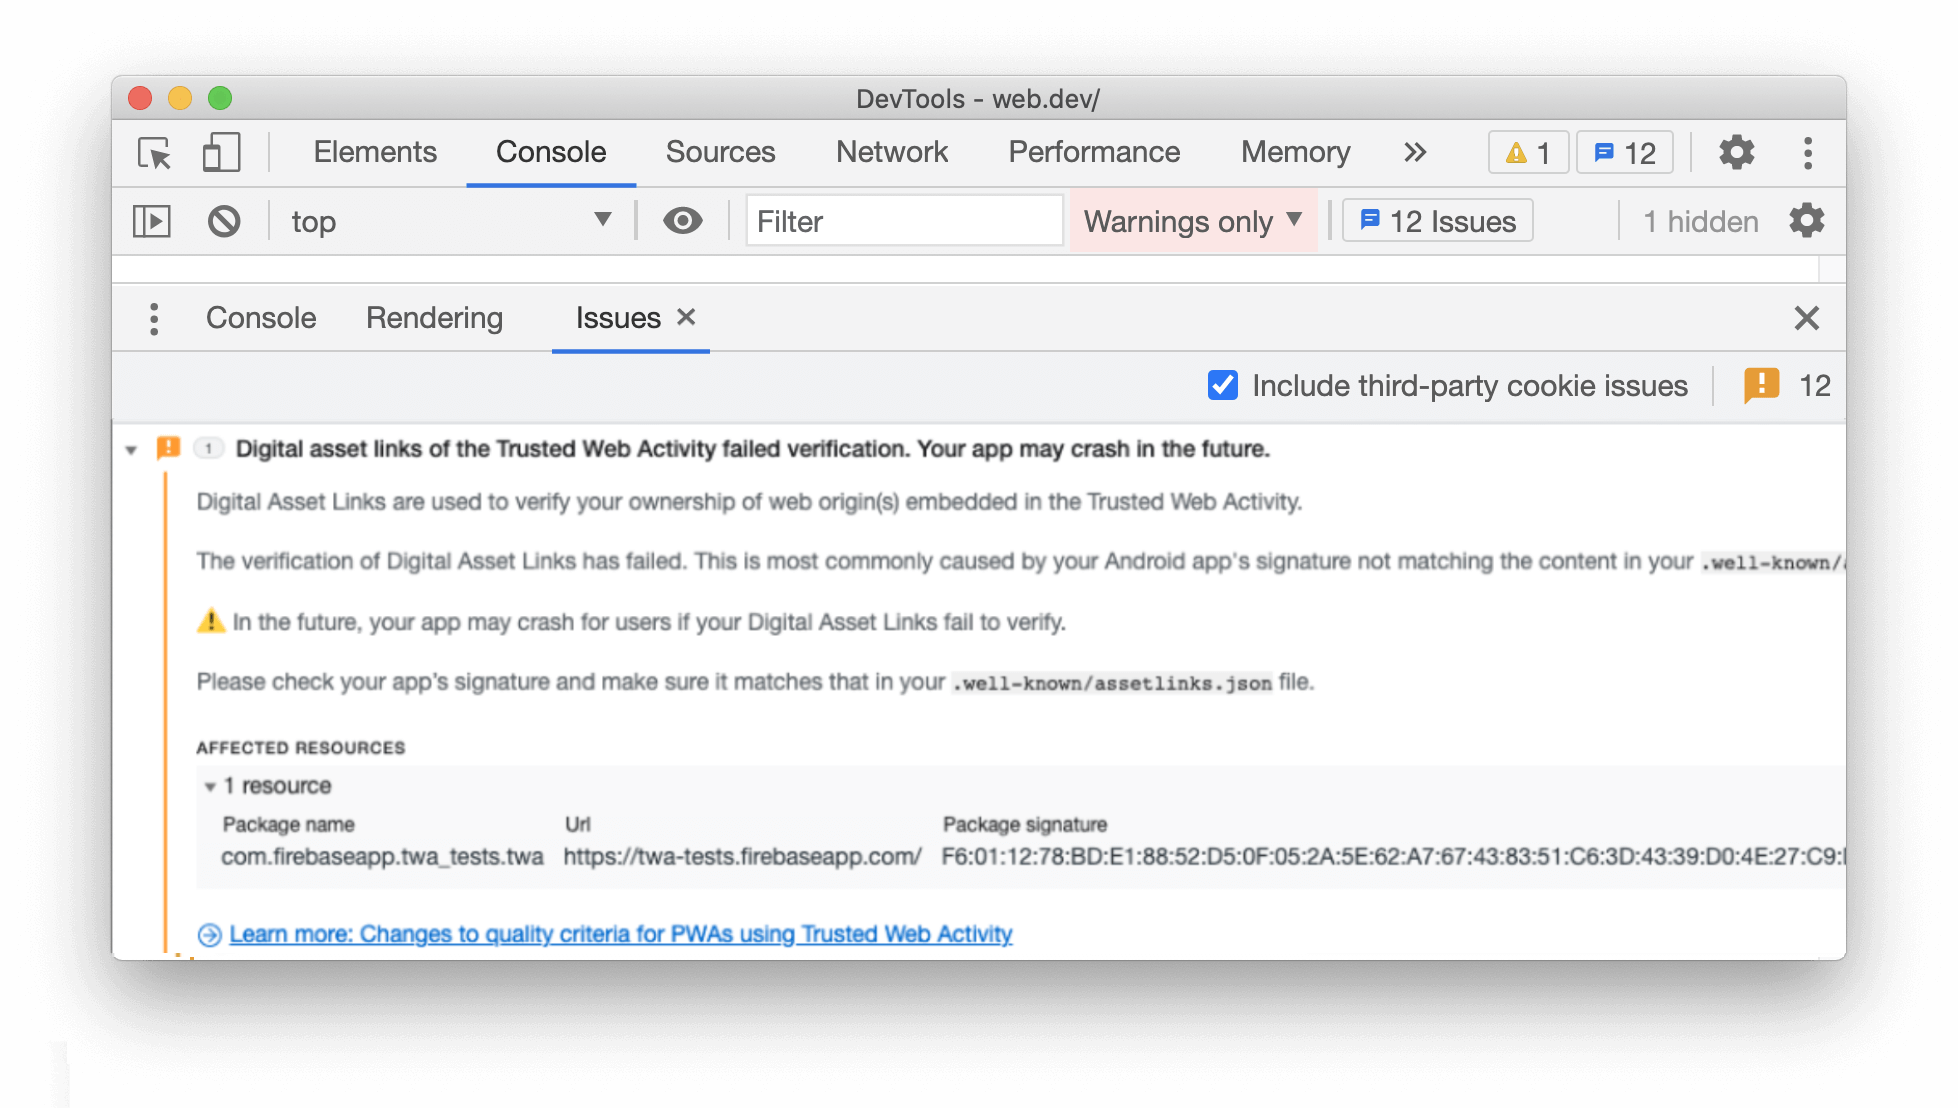 DevTools - web.dev/
Elements Console Sources Network Performance Memory » 1 12
top Filter Warnings only 12 Issues 1 hidden
Console Rendering Issues
Include third-party cookie issues 12
1 Digital asset links of the Trusted Web Activity failed verification. Your app may crash in the future.
Digital Asset Links are used to verify your ownership of web origin(s) embedded in the Trusted Web Activity.
The verification of Digital Asset Links has failed. This is most commonly caused by your Android app's signature not matching the content in your .well-known/
In the future, your app may crash for users if your Digital Asset Links fail to verify.
Please check your app's signature and make sure it matches that in your .well-known/assetlinks.json file.
AFFECTED RESOURCES
1 resource
Package name Url Package signature
com.firebaseapp.twa_tests.twa https://twa-tests.firebaseapp.com/ F6:01:12:78:BD:E1:88:52:D5:0F:05:2A:5E:62:A7:67:43:83:51:C6:3D:43:39:D0:4E:27:C9:
Learn more: Changes to quality criteria for PWAs using Trusted Web Activity